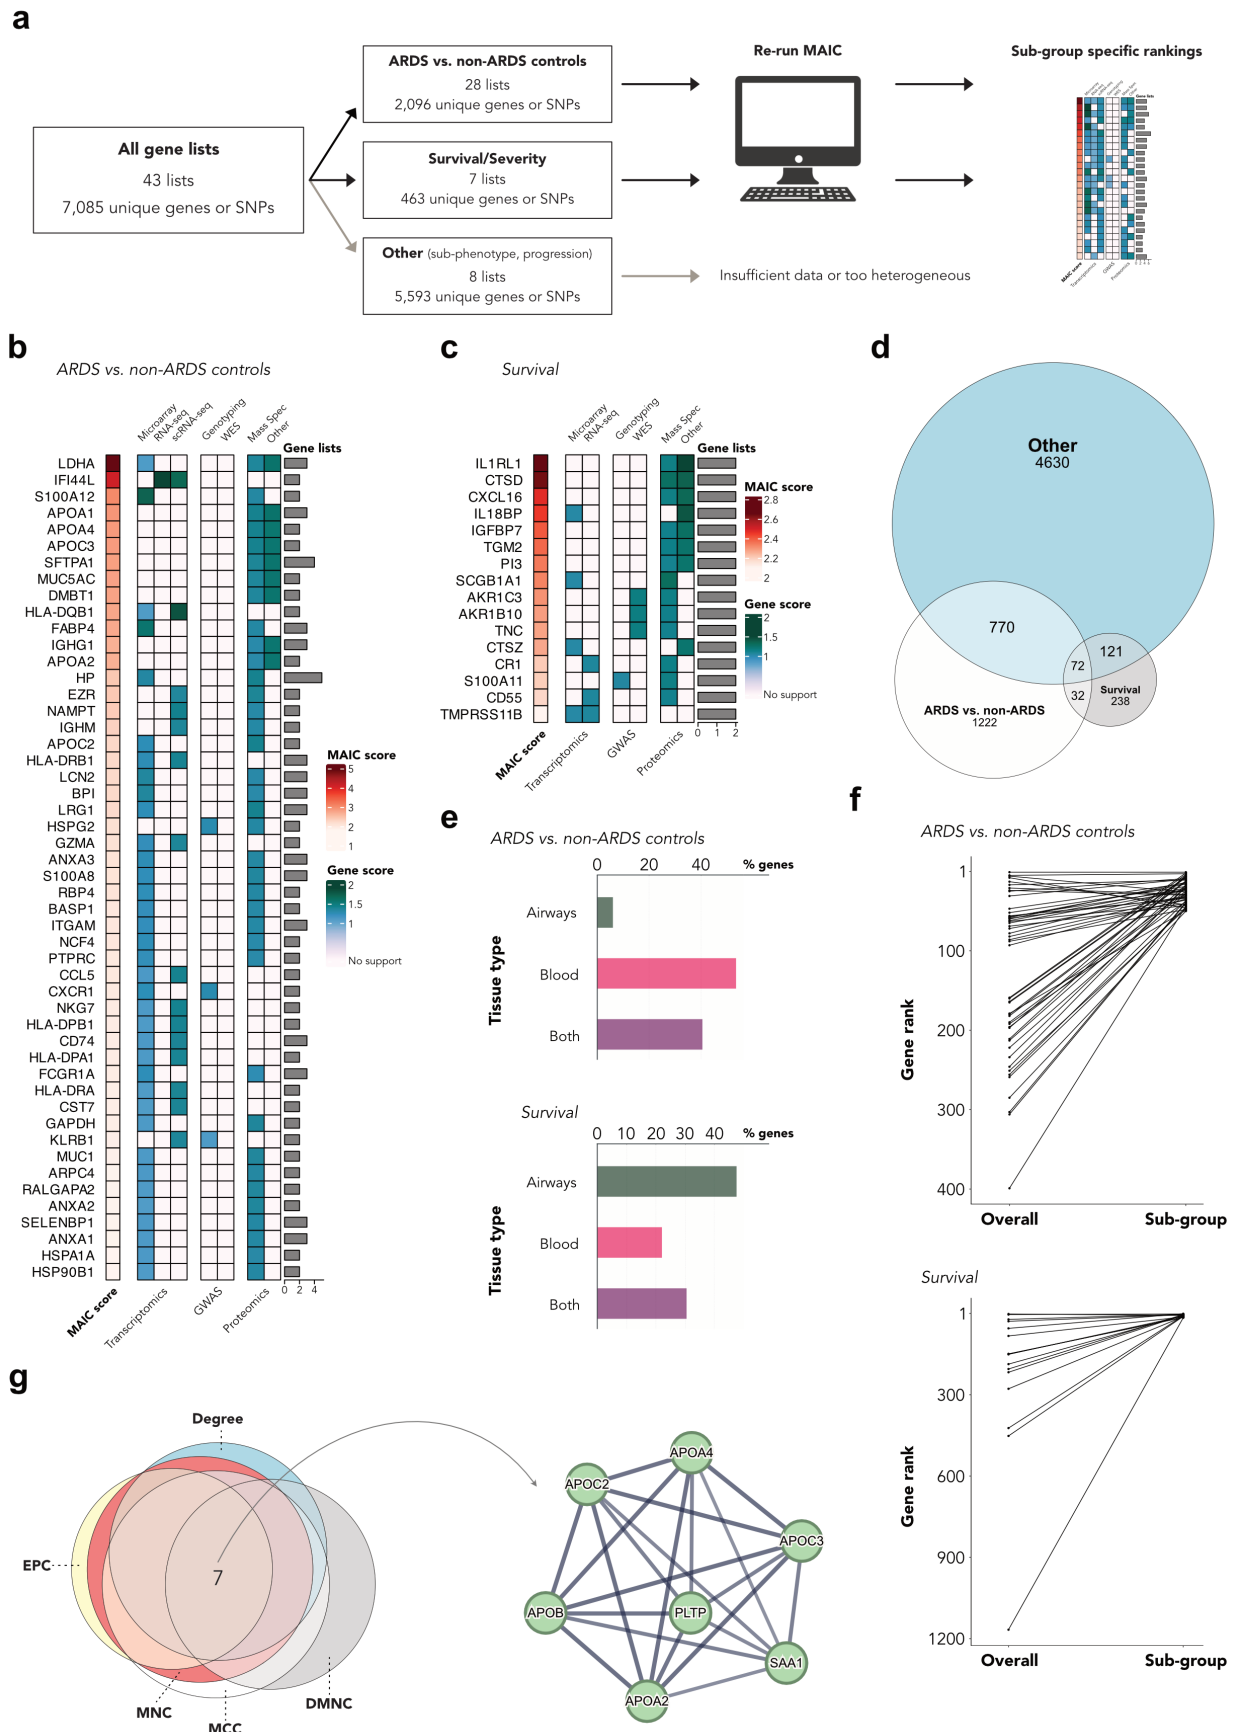 a
All gene lists
43 lists
7,085 unique genes or SNPs
ARDS vs. non-ARDS controls
28 lists
2,096 unique genes or SNPs
Survival/Severity
7 lists
463 unique genes or SNPs
Other (sub-phenotype, progression)
8 lists
5,593 unique genes or SNPs
Re-run MAIC
Insufficient data or too heterogeneous
Sub-group specific rankings
Gene lists
MAIC score
Transcriptomics
GWAS
Proteomics
b
ARDS vs. non-ARDS controls
Microarray
RNA-seq
scRNA-seq
Genotyping
WES
Mass Spec
Other
Gene lists
LDHA
IFI44L
S100A12
APOA1
APOA4
APOC3
SFTPA1
MUC5AC
DMBT1
HLA-DQB1
FABP4
IGHG1
APOA2
HP
EZR
NAMPT
IGHM
APOC2
HLA-DRB1
LCN2
BPI
LRG1
HSPG2
GZMA
ANXA3
S100A8
RBP4
BASP1
ITGAM
NCF4
PTPRC
CCL5
CXCR1
NKG7
HLA-DPB1
CD74
HLA-DPA1
FCGR1A
HLA-DRA
CST7
GAPDH
KLRB1
MUC1
ARPC4
RALGAPA2
ANXA2
SELENBP1
ANXA1
HSPA1A
HSP90B1
0 2 4
MAIC score
Transcriptomics
GWAS
Proteomics
MAIC score
5
4
3
2
1
Gene score
2
1.5
1
No support
c
Survival
Microarray
RNA-seq
Genotyping
WES
Mass Spec
Other
Gene lists
IL1RL1
CTSD
CXCL16
IL18BP
IGFBP7
TGM2
PI3
SCGB1A1
AKR1C3
AKR1B10
TNC
CTSZ
CR1
S100A11
CD55
TMPRSS11B
0 1 2
MAIC score
Transcriptomics
GWAS
Proteomics
MAIC score
2.8
2.6
2.4
2.2
2
Gene score
2
1.5
1
No support
d
Other
4630
770
72
121
32
Survival
238
ARDS vs. non-ARDS
1222
e
ARDS vs. non-ARDS controls
0 20 40 % genes
Tissue type
Airways
Blood
Both
Survival
0 10 20 30 40 % genes
Tissue type
Airways
Blood
Both
f
ARDS vs. non-ARDS controls
Gene rank
1
100
200
300
400
Overall Sub-group
Survival
Gene rank
1
300
600
900
1200
Overall Sub-group
g
Degree
EPC
7
MNC
MCC
DMNC
APOA4
APOC2
APOC3
APOB
PLTP
SAA1
APOA2